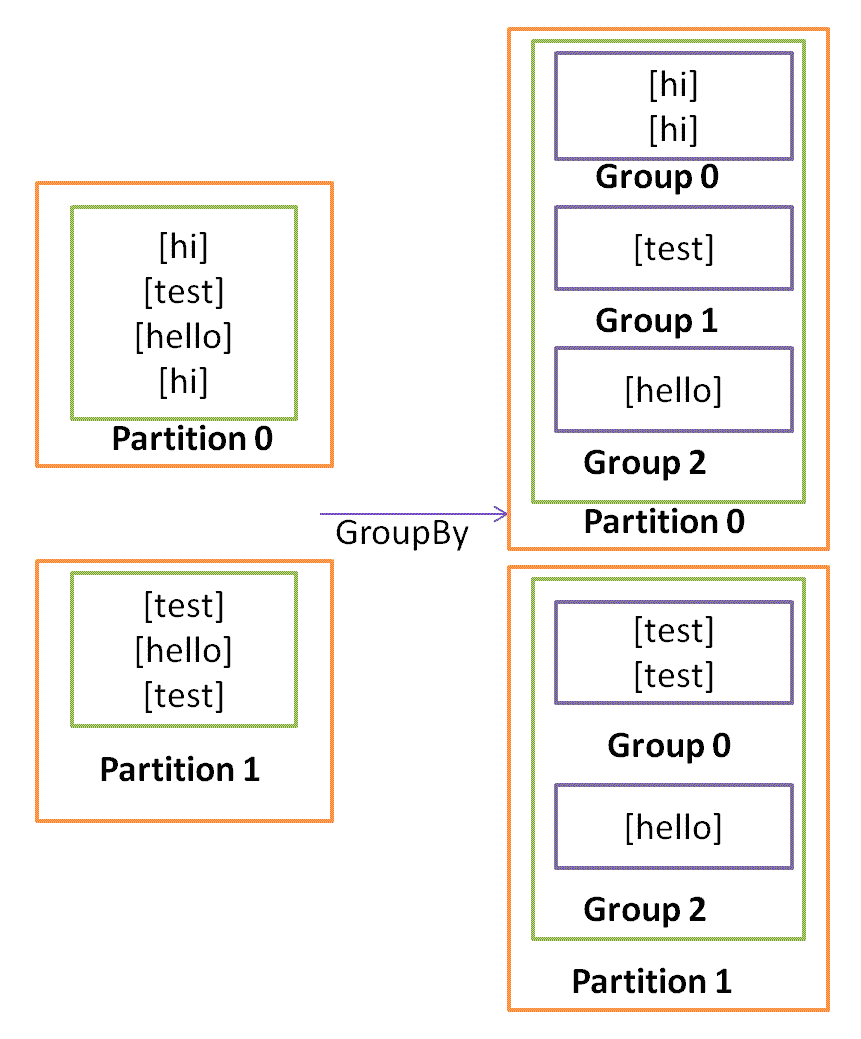 [hi]
[test]
[hello]
[hi]
Partition 0
[test]
[hello]
[test]
Partition 1
GroupBy
[hi]
[hi]
Group 0
[test]
Group 1
[hello]
Group 2
Partition 0
[test]
[test]
Group 0
[hello]
Group 2
Partition 1